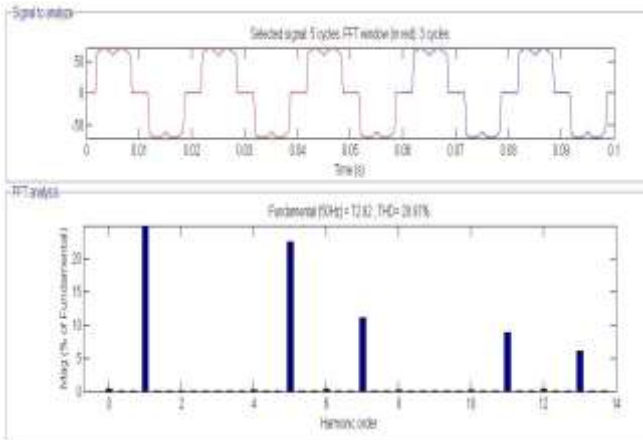 Signal to analyze
Selected signal: 5 cycles. FFT window (in red): 3 cycles
50
0
-50
0 0.01 0.02 0.03 0.04 0.05 0.06 0.07 0.08 0.09 0.1
Time (s)
FFT analysis
Fundamental (50Hz) = 72.92 , THD=
Mag (% of Fundamental)
20
15
10
5
0
0 2 4 6 8 10 12 14
Harmonic order